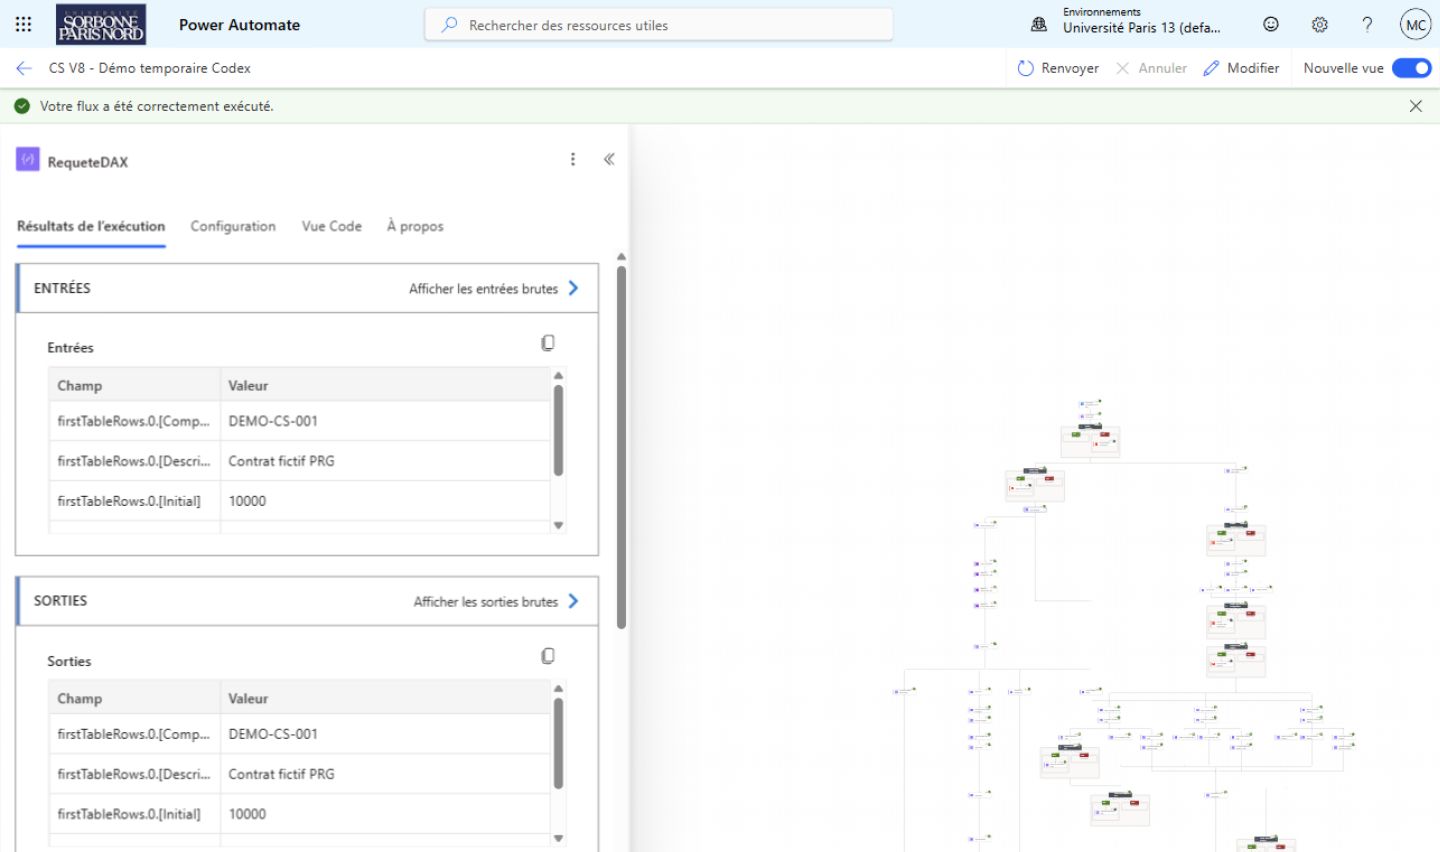 UNIVERSITÉ
SORBONNE
PARIS NORD
Power Automate
Rechercher des ressources utiles
Environnements
Université Paris 13 (defa...
MC
CS V8 - Démo temporaire Codex
Renvoyer
Annuler
Modifier
Nouvelle vue
Votre flux a été correctement exécuté.
RequeteDAX
Résultats de l'exécution
Configuration
Vue Code
À propos
ENTRÉES
Afficher les entrées brutes
Entrées
Champ
Valeur
firstTableRows.0.[Comp...
DEMO-CS-001
firstTableRows.0.[Descri...
Contrat fictif PRG
firstTableRows.0.[Initial]
10000
SORTIES
Afficher les sorties brutes
Sorties
Champ
Valeur
firstTableRows.0.[Comp...
DEMO-CS-001
firstTableRows.0.[Descri...
Contrat fictif PRG
firstTableRows.0.[Initial]
10000